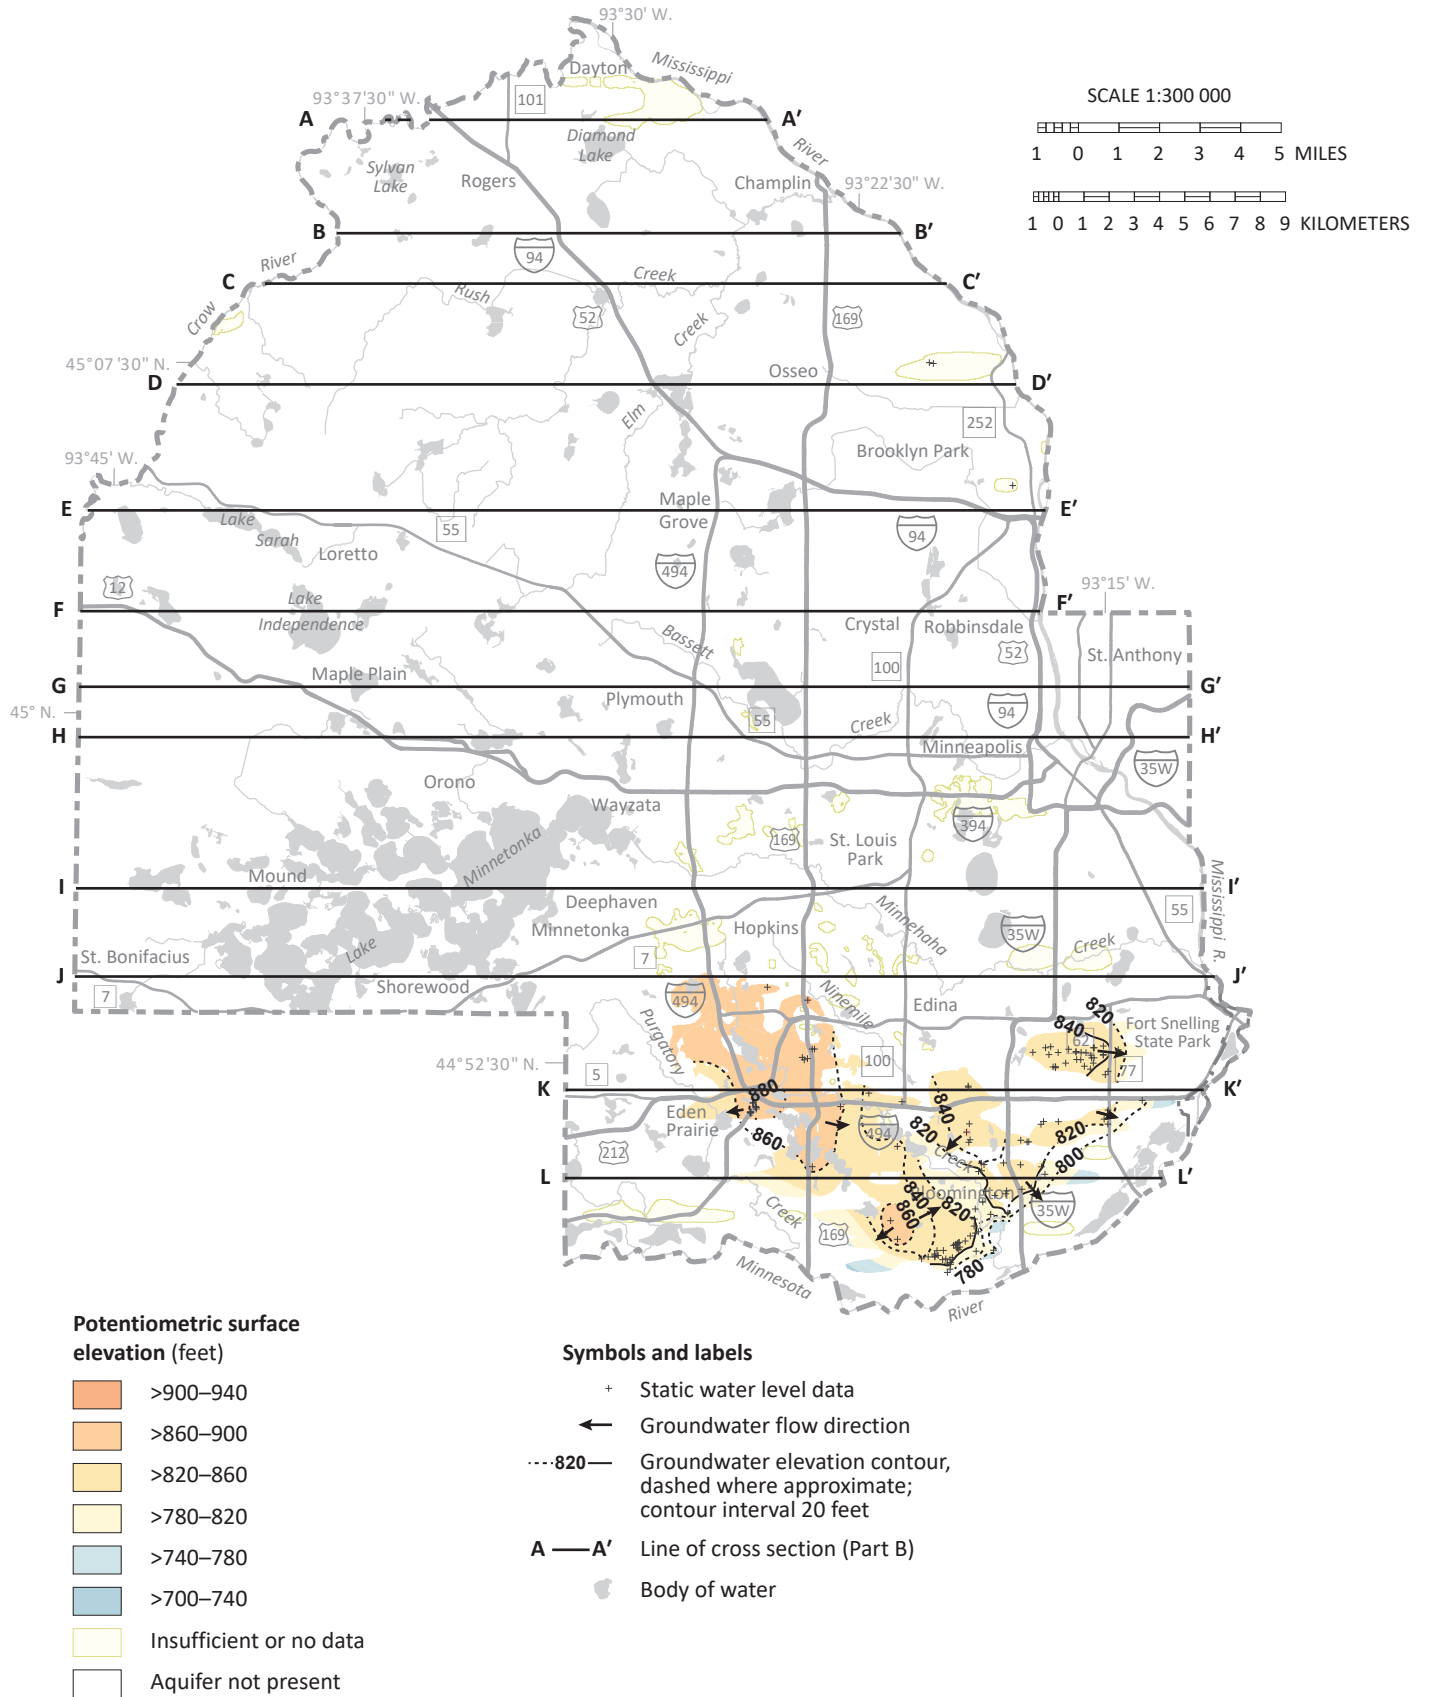 93°30' W.
Mississippi
Dayton
SCALE 1:300 000
93°37'30" W.
101
A
A′
Diamond
Lake
River
1 0 1 2 3 4 5 MILES
Sylvan
Lake
Rogers
Champlin
93°22'30" W.
1 0 1 2 3 4 5 6 7 8 9 KILOMETERS
B
B′
94
River
Creek
C
C′
Rush
Crow
52
Creek
169
45°07'30" N.
Osseo
D
D′
Elm
252
Brooklyn Park
93°45' W.
Maple
Grove
E
E′
Lake
Sarah
55
94
Loretto
494
12
93°15' W.
Lake
Independence
F
F′
Crystal
Robbinsdale
Bassett
52
St. Anthony
100
Maple Plain
G
G′
Plymouth
45° N.
55
Creek
94
H
H′
Minneapolis
35W
Orono
Wayzata
394
169
St. Louis
Park
Minnetonka
Mound
I
I′
Mississippi R.
Deephaven
Minnehaha
55
Minnetonka
Hopkins
35W
Creek
Lake
St. Bonifacius
7
J
J′
Shorewood
7
494
Ninemile
Edina
820
840
Fort Snelling
State Park
Purgatory
62
44°52'30" N.
5
100
77
K
880
K′
840
Eden
Prairie
494
820
820
860
212
Creek
800
L
L′
840
Bloomington
860
820
35W
Creek
169
780
Minnesota
River
Potentiometric surface
elevation (feet)
>900–940
>860–900
>820–860
>780–820
>740–780
>700–740
Insufficient or no data
Aquifer not present
Symbols and labels
Static water level data
Groundwater flow direction
820
Groundwater elevation contour,
dashed where approximate;
contour interval 20 feet
A A′ Line of cross section (Part B)
Body of water